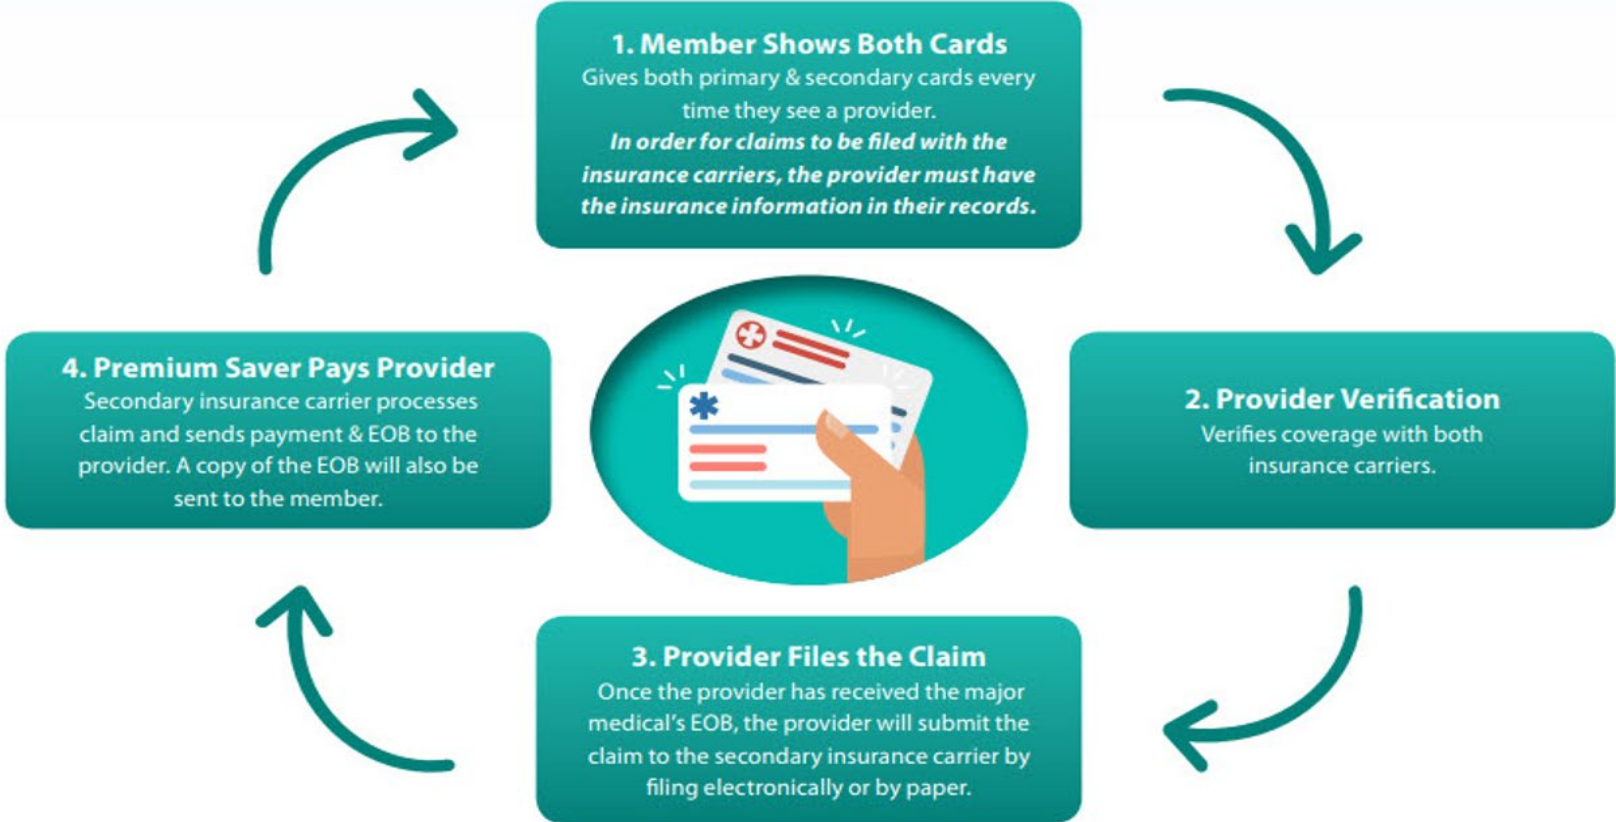 1. Member Shows Both Cards
Gives both primary & secondary cards every
time they see a provider.
In order for claims to be filed with the
insurance carriers, the provider must have
the insurance information in their records.
2. Provider Verification
Verifies coverage with both
insurance carriers.
3. Provider Files the Claim
Once the provider has received the major
medical's EOB, the provider will submit the
claim to the secondary insurance carrier by
filing electronically or by paper.
4. Premium Saver Pays Provider
Secondary insurance carrier processes
claim and sends payment & EOB to the
provider. A copy of the EOB will also be
sent to the member.